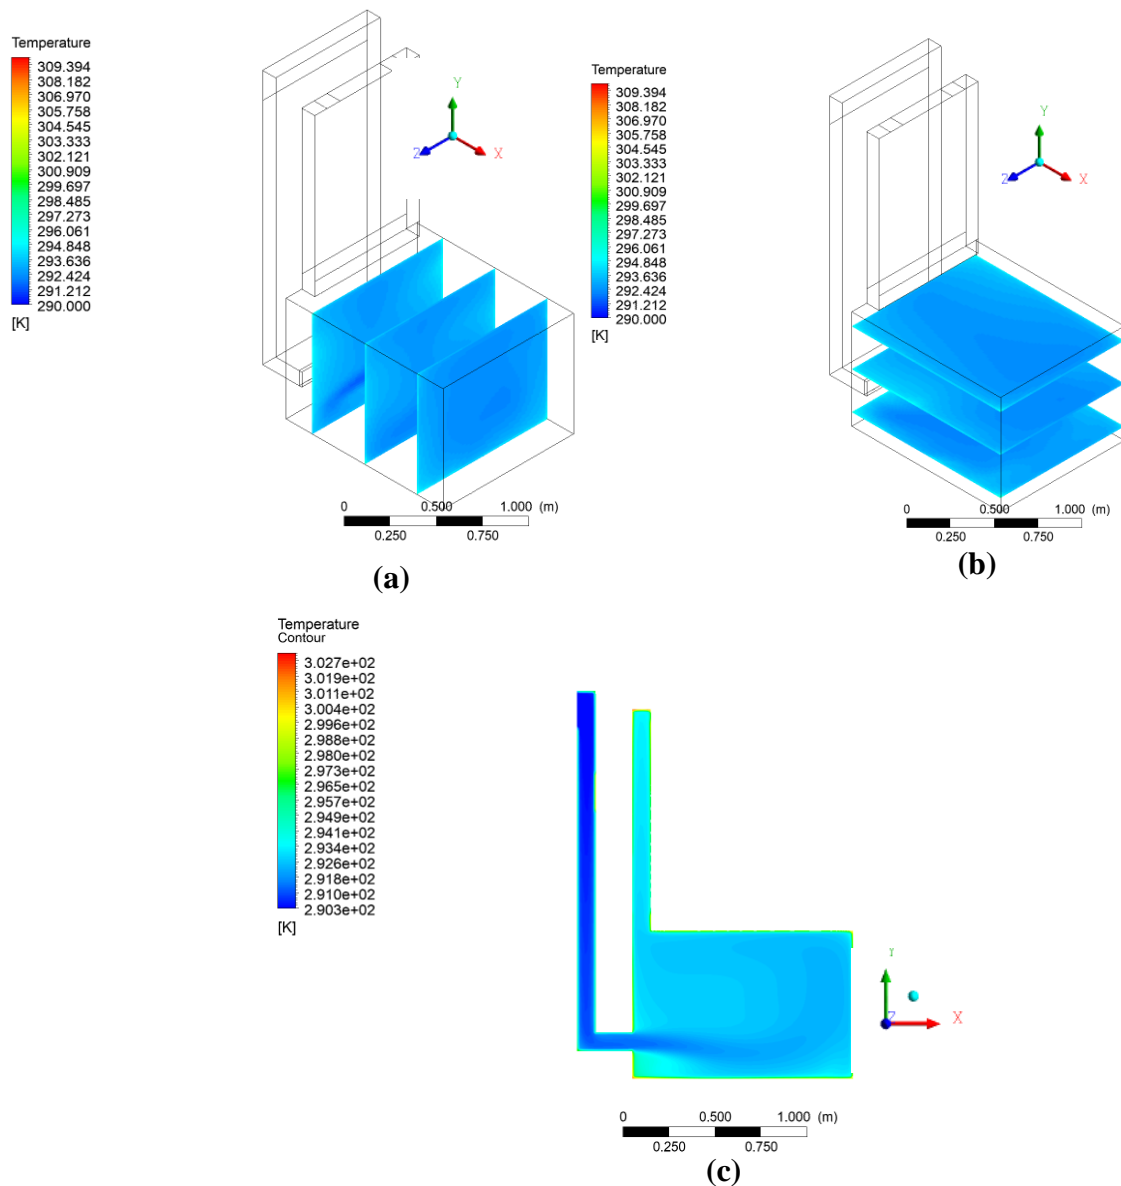 Temperature
309.394
308.182
306.970
305.758
304.545
303.333
302.121
300.909
299.697
298.485
297.273
296.061
294.848
293.636
292.424
291.212
290.000
[K]
Y
Z
X
0 0.500 1.000 (m)
0.250 0.750
(a)
Temperature
309.394
308.182
306.970
305.758
304.545
303.333
302.121
300.909
299.697
298.485
297.273
296.061
294.848
293.636
292.424
291.212
290.000
[K]
Y
Z
X
0 0.500 1.000 (m)
0.250 0.750
(b)
Temperature
Contour
3.027e+02
3.019e+02
3.011e+02
3.004e+02
2.996e+02
2.988e+02
2.980e+02
2.973e+02
2.965e+02
2.957e+02
2.949e+02
2.941e+02
2.934e+02
2.926e+02
2.918e+02
2.910e+02
2.903e+02
[K]
Y
Z
X
0 0.500 1.000 (m)
0.250 0.750
(c)